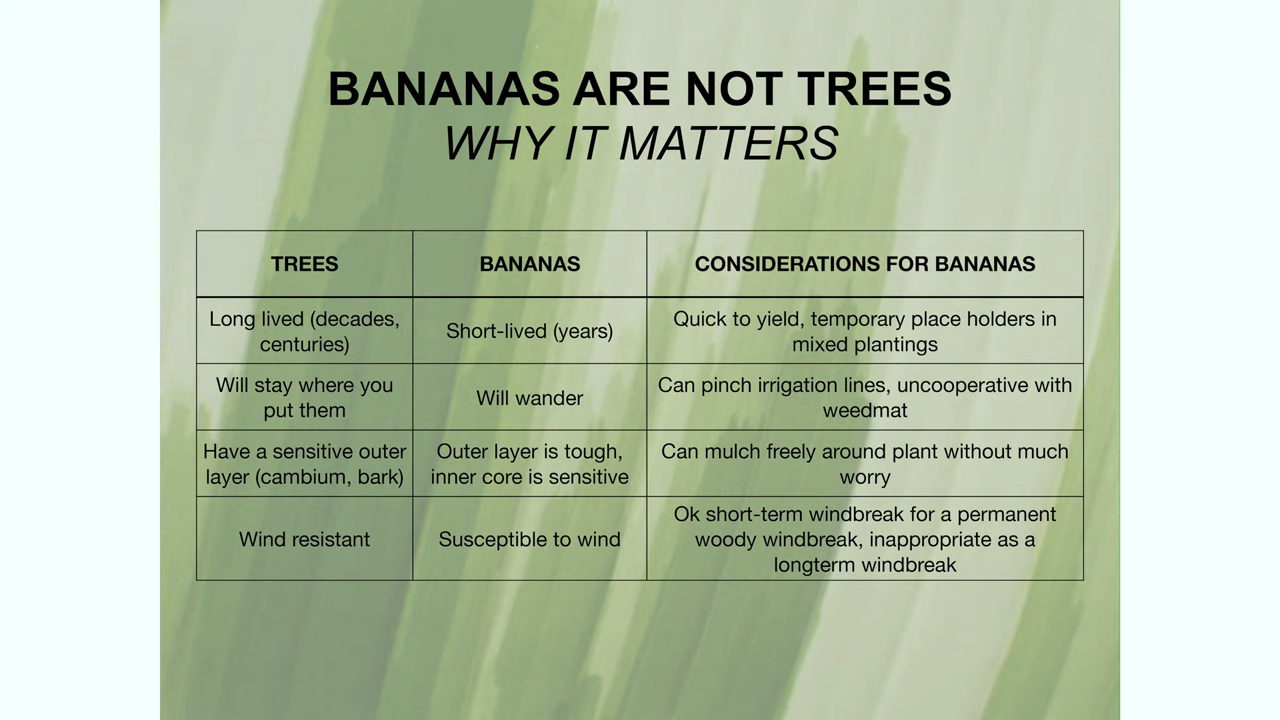 BANANAS ARE NOT TREES
WHY IT MATTERS
TREES
BANANAS
CONSIDERATIONS FOR BANANAS
Long lived (decades,
centuries)
Short-lived (years)
Quick to yield, temporary place holders in
mixed plantings
Will stay where you
put them
Will wander
Can pinch irrigation lines, uncooperative with
weedmat
Have a sensitive outer
layer (cambium, bark)
Outer layer is tough,
inner core is sensitive
Can mulch freely around plant without much
worry
Wind resistant
Susceptible to wind
Ok short-term windbreak for a permanent
woody windbreak, inappropriate as a
longterm windbreak